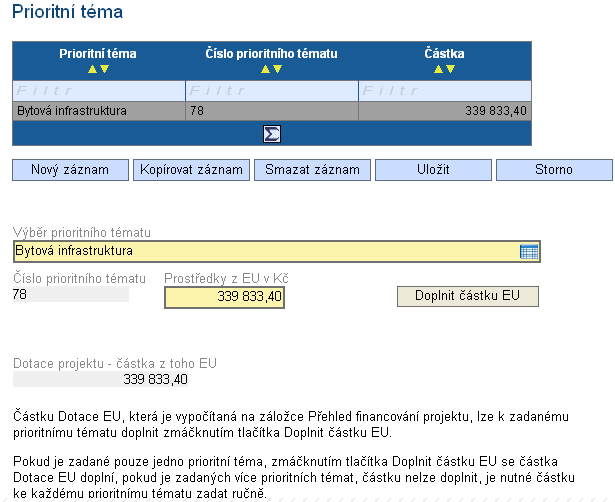 Prioritní téma
Prioritní téma Číslo prioritního tématu Částka
Filtr Filtr Filtr
Bytová infrastruktura 78 339 833,40
Σ
Nový záznam Kopírovat záznam Smazat záznam Uložit Storno
Výběr prioritního tématu
Bytová infrastruktura
Číslo prioritního tématu Prostředky z EU v Kč
78 339 833,40 Doplnit částku EU
Dotace projektu - částka z toho EU
339 833,40
Částku Dotace EU, která je vypočítaná na záložce Přehled financování projektu, lze k zadanému
prioritnímu tématu doplnit zmáčknutím tlačítka Doplnit částku EU.
Pokud je zadané pouze jedno prioritní téma, zmáčknutím tlačítka Doplnit částku EU se částka
Dotace EU doplní, pokud je zadaných více prioritních témat, částku nelze doplnit, je nutné částku
ke každému prioritnímu tématu zadat ručně.